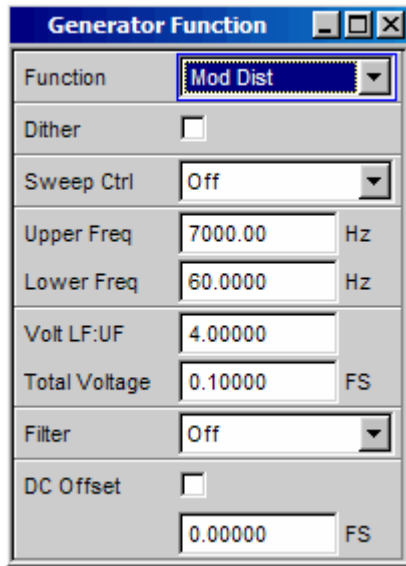 Generator Function
Function Mod Dist
Dither
Sweep Ctrl Off
Upper Freq 7000.00 Hz
Lower Freq 60.0000 Hz
Volt LF:UF 4.00000
Total Voltage 0.10000 FS
Filter Off
DC Offset
0.00000 FS